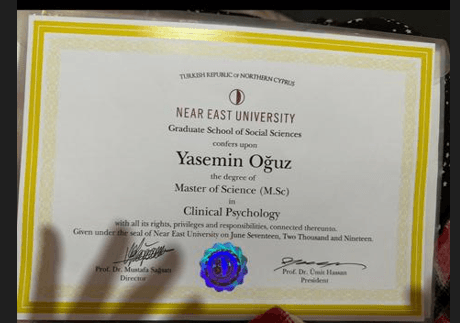 TURKISH REPUBLIC OF NORTHERN CYPRUS
NEAR EAST UNIVERSITY
Graduate School of Social Sciences
confers upon
Yasemin Oğuz
the degree of
Master of Science (M.Sc)
in
Clinical Psychology
with all its rights, privileges and responsibilities, connected thereunto.
Given under the seal of Near East University on June Seventeen, Two Thousand and Nineteen.
Prof. Dr. Mustafa Sağsan
Director
Prof. Dr. Ümit Hassan
President